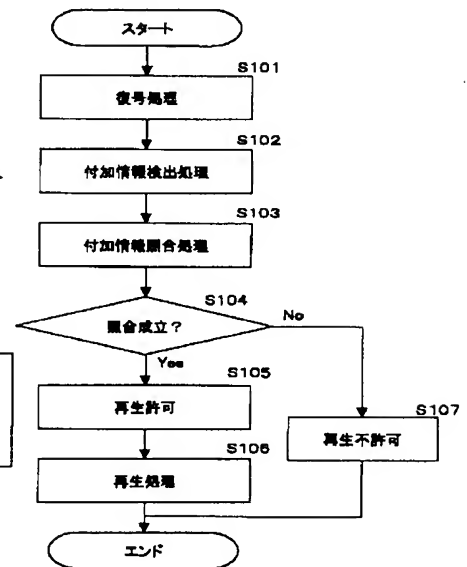 スタート
S101
復号処理
S102
付加情報検出処理
S103
付加情報照合処理
S104
照合成立?
No
Yes
S105
再生許可
S107
再生不許可
S106
再生処理
エンド